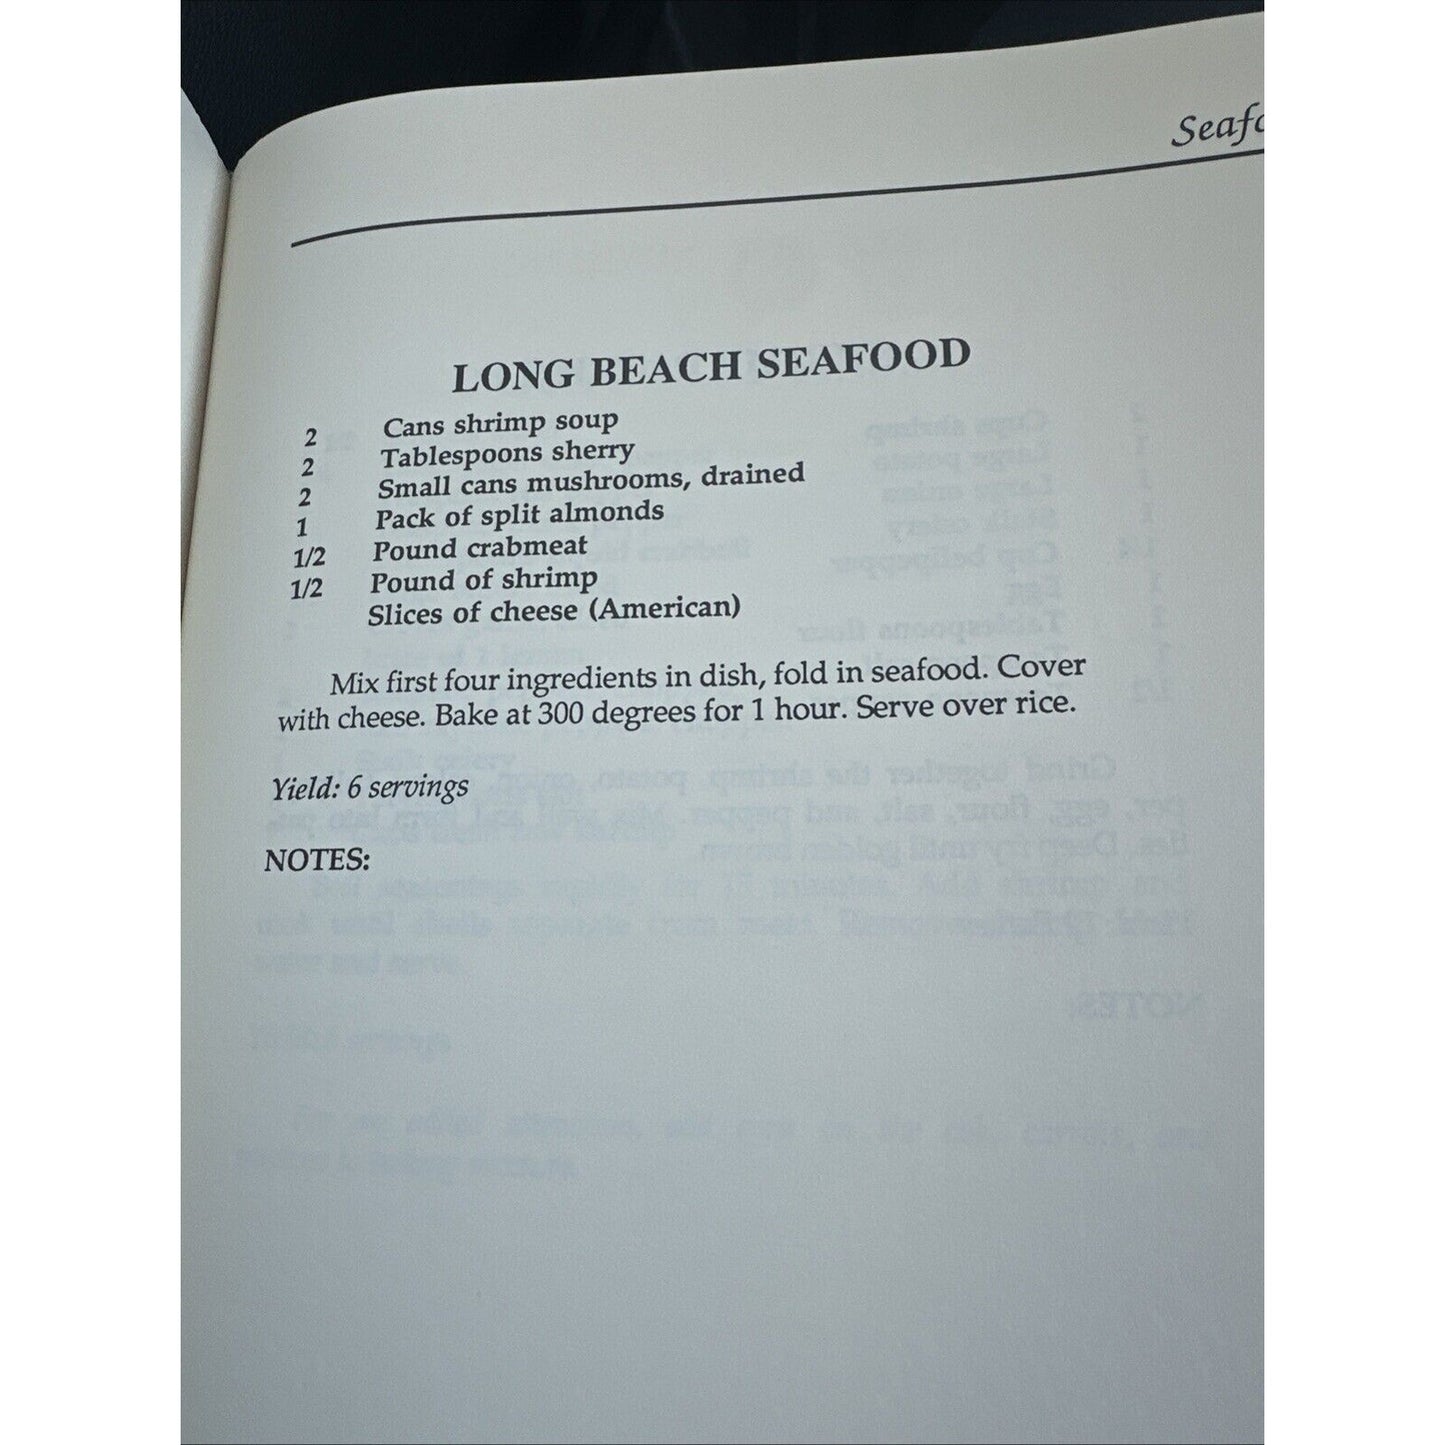 LONG BEACH SEAFOOD
2 Cans shrimp soup
2 Tablespoons sherry
2 Small cans mushrooms, drained
1 Pack of split almonds
1/2 Pound crabmeat
1/2 Pound of shrimp
Slices of cheese (American)
Mix first four ingredients in dish, fold in seafood. Cover
with cheese. Bake at 300 degrees for 1 hour. Serve over rice.
Yield: 6 servings
NOTES: